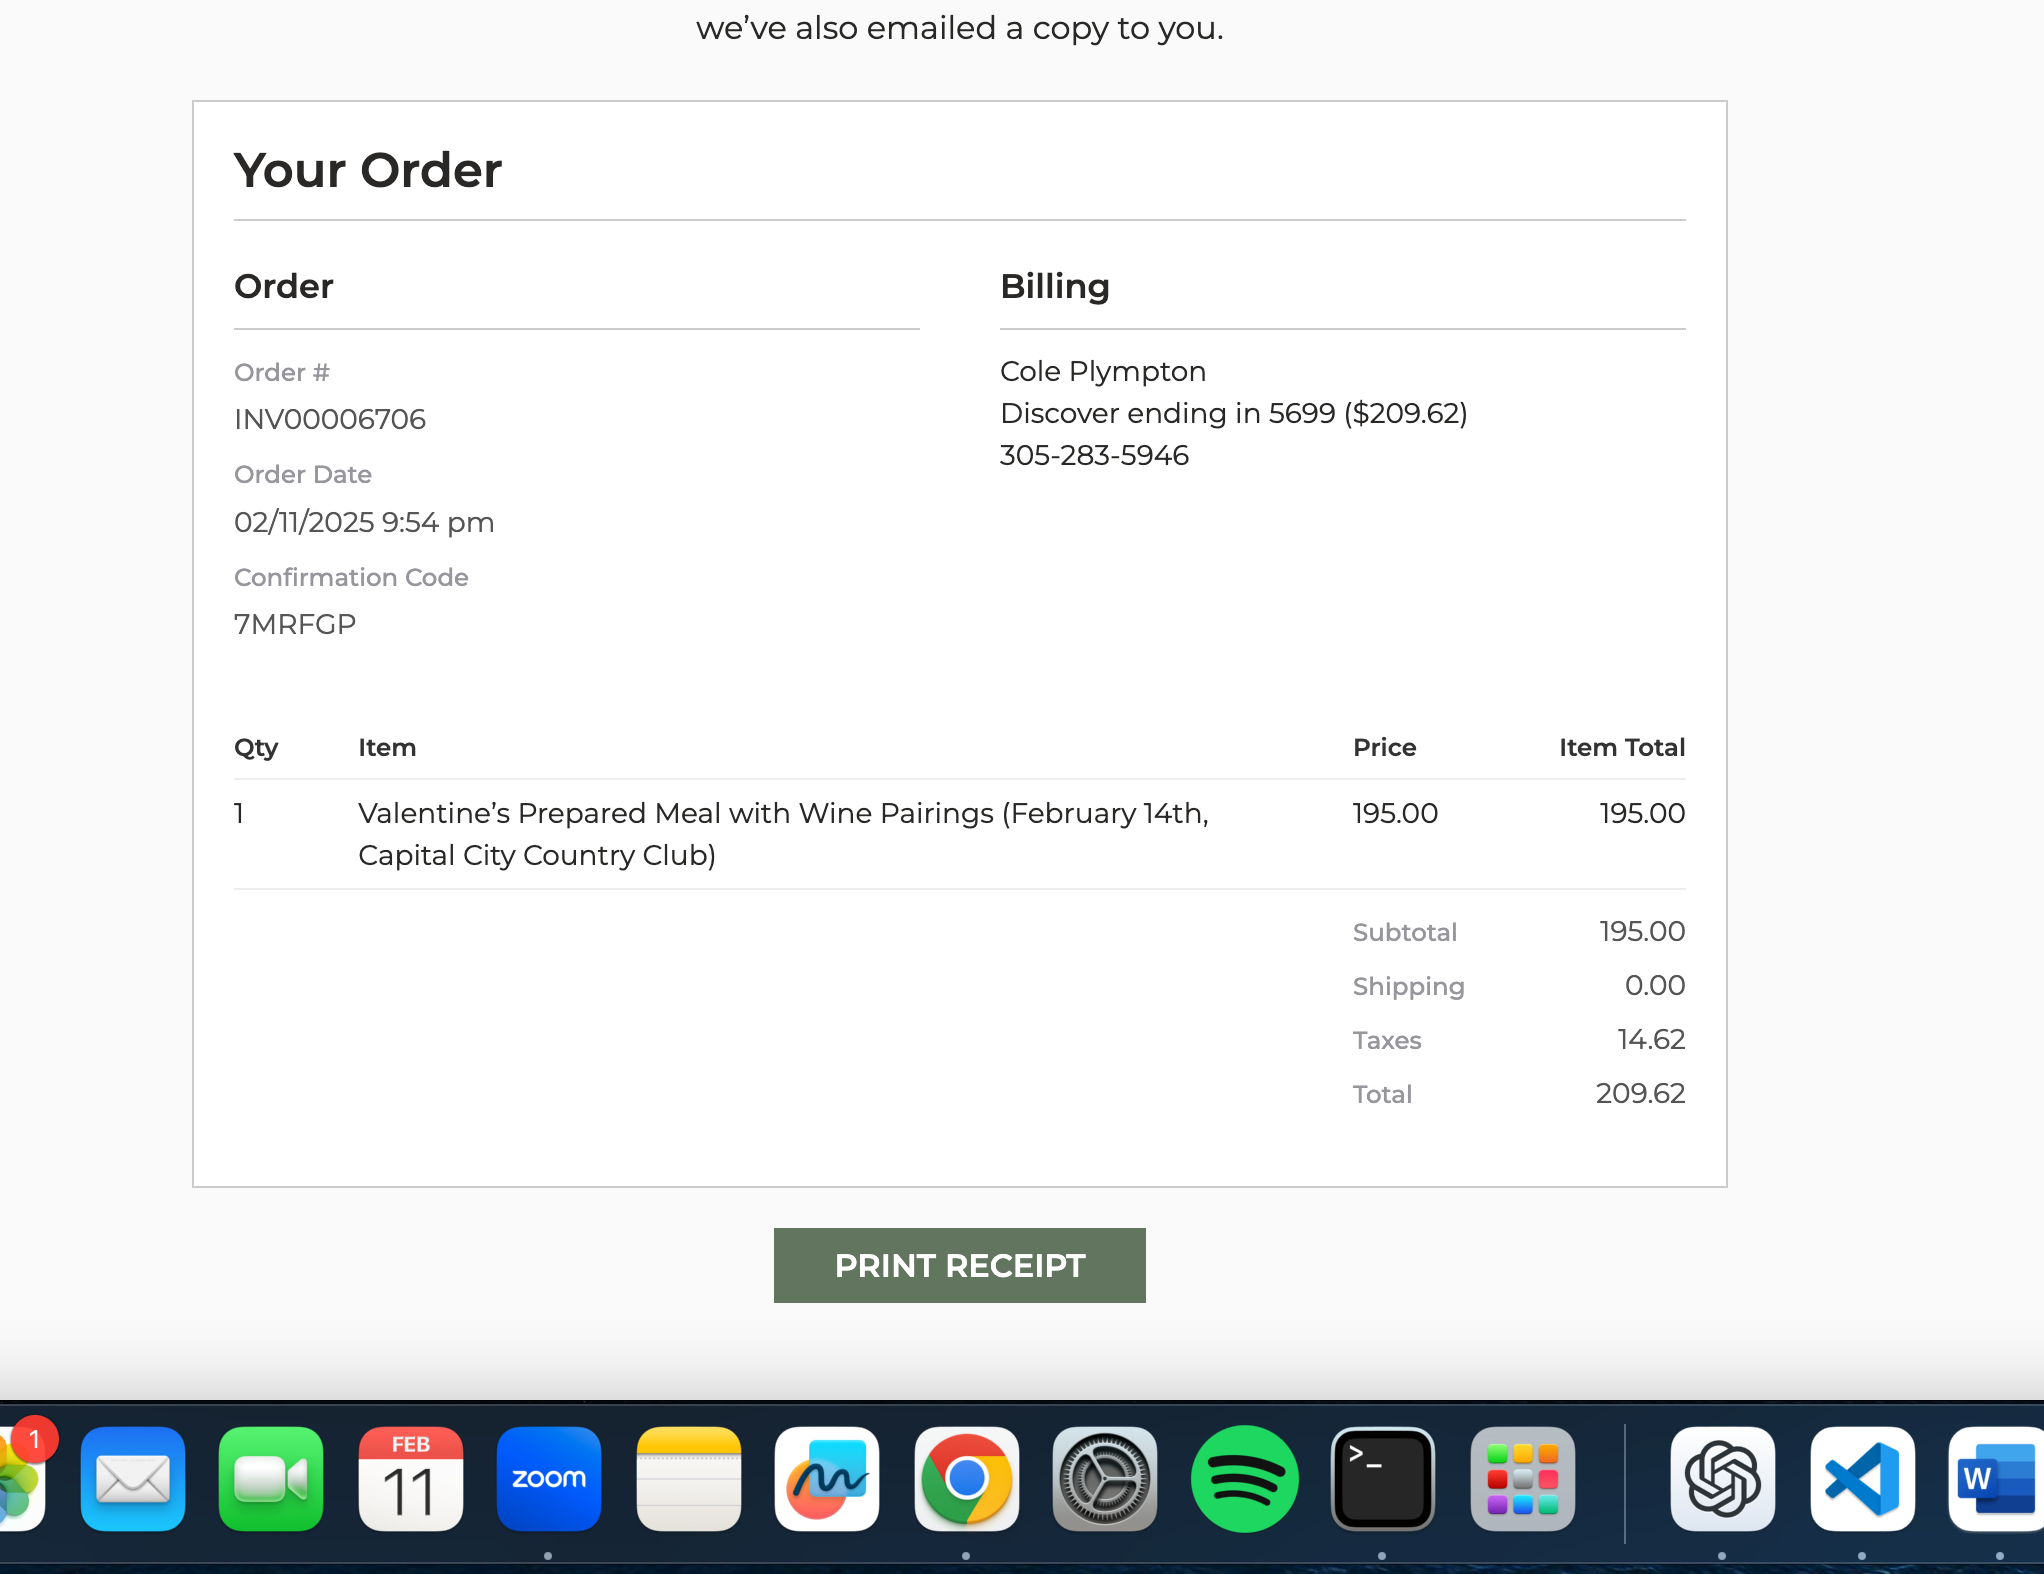 we’ve also emailed a copy to you.
Your Order
Order
Order #
INV00006706
Order Date
02/11/2025 9:54 pm
Confirmation Code
7MRFGP
Billing
Cole Plympton
Discover ending in 5699 ($209.62)
305-283-5946
Qty Item Price Item Total
1 Valentine’s Prepared Meal with Wine Pairings (February 14th, 195.00 195.00
Capital City Country Club)
Subtotal 195.00
Shipping 0.00
Taxes 14.62
Total 209.62
PRINT RECEIPT
1
FEB
11
zoom
>_
W